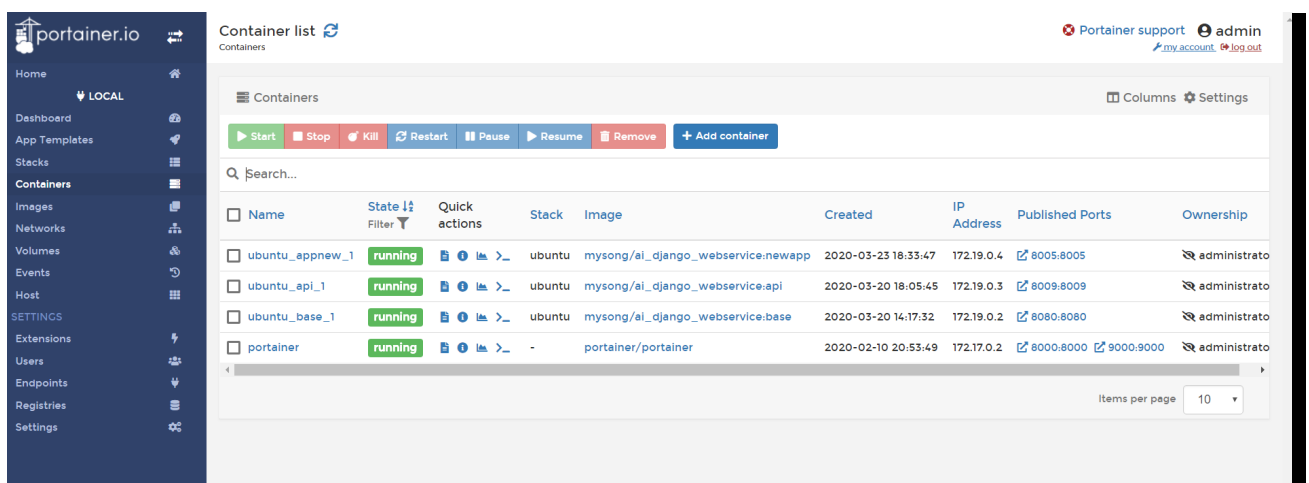 portainer.io
Home
LOCAL
Dashboard
App Templates
Stacks
Containers
Images
Networks
Volumes
Events
Host
SETTINGS
Extensions
Users
Endpoints
Registries
Settings
Container list
Containers
Portainer support admin
my account log out
Containers
Columns Settings
Start Stop Kill Restart Pause Resume Remove + Add container
Search...
Name State Filter Quick actions Stack Image Created IP Address Published Ports Ownership
ubuntu_appnew_1 running ubuntu mysong/ai_django_webservice:newapp 2020-03-23 18:33:47 172.19.0.4 8005:8005 administrato
ubuntu_api_1 running ubuntu mysong/ai_django_webservice:api 2020-03-20 18:05:45 172.19.0.3 8009:8009 administrato
ubuntu_base_1 running ubuntu mysong/ai_django_webservice:base 2020-03-20 14:17:32 172.19.0.2 8080:8080 administrato
portainer running - portainer/portainer 2020-02-10 20:53:49 172.17.0.2 8000:8000 9000:9000 administrato
Items per page 10